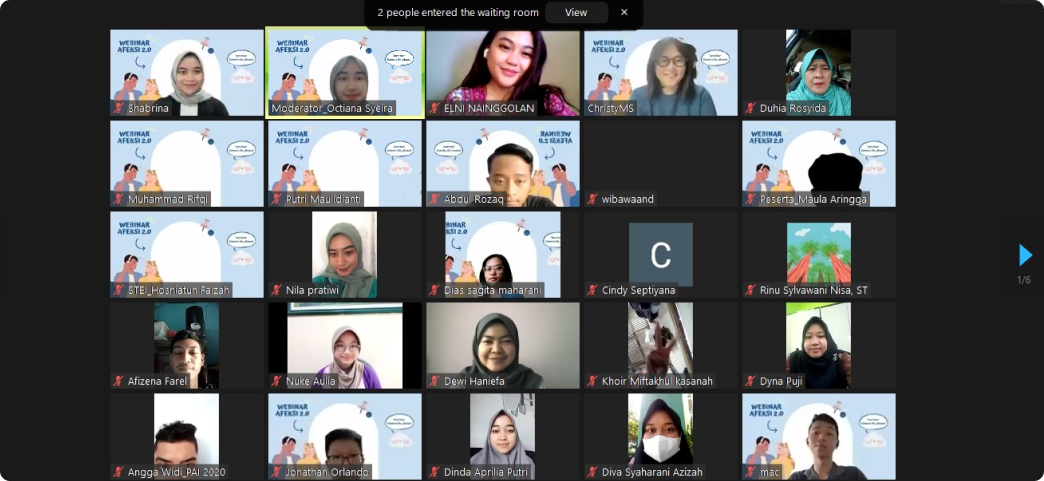 2 people entered the waiting room
View
WEBINAR
AFEKSI 2.0
Shabrina
WEBINAR
AFEKSI 2.0
Moderator_Octiana Syeira
ELNI NAINGGOLAN
ChristyMS
Duhia Rosyida
WEBINAR
AFEKSI 2.0
Muhammad Rifqi
WEBINAR
AFEKSI 2.0
Putri Maulidianti
WEBINAR
AFEKSI 2.0
Abdul Rozaq
wibawaand
WEBINAR
AFEKSI 2.0
Peserta_Maula Aringga
WEBINAR
AFEKSI 2.0
STEI_Hosniatun Faizah
Nila pratiwi
WEBINAR
AFEKSI 2.0
Dias sagita maharani
C
Cindy Septiyana
Rinu Sylvawani Nisa, ST
1/6
Afizena Farel
Nuke Aulia
Dewi Haniefa
Khoir Miftakhul kasanah
Dyna Puji
Angga Widi_PAI 2020
WEBINAR
AFEKSI 2.0
Jonathan Orlando
Dinda Aprilia Putri
Diva Syaharani Azizah
WEBINAR
AFEKSI 2.0
mac